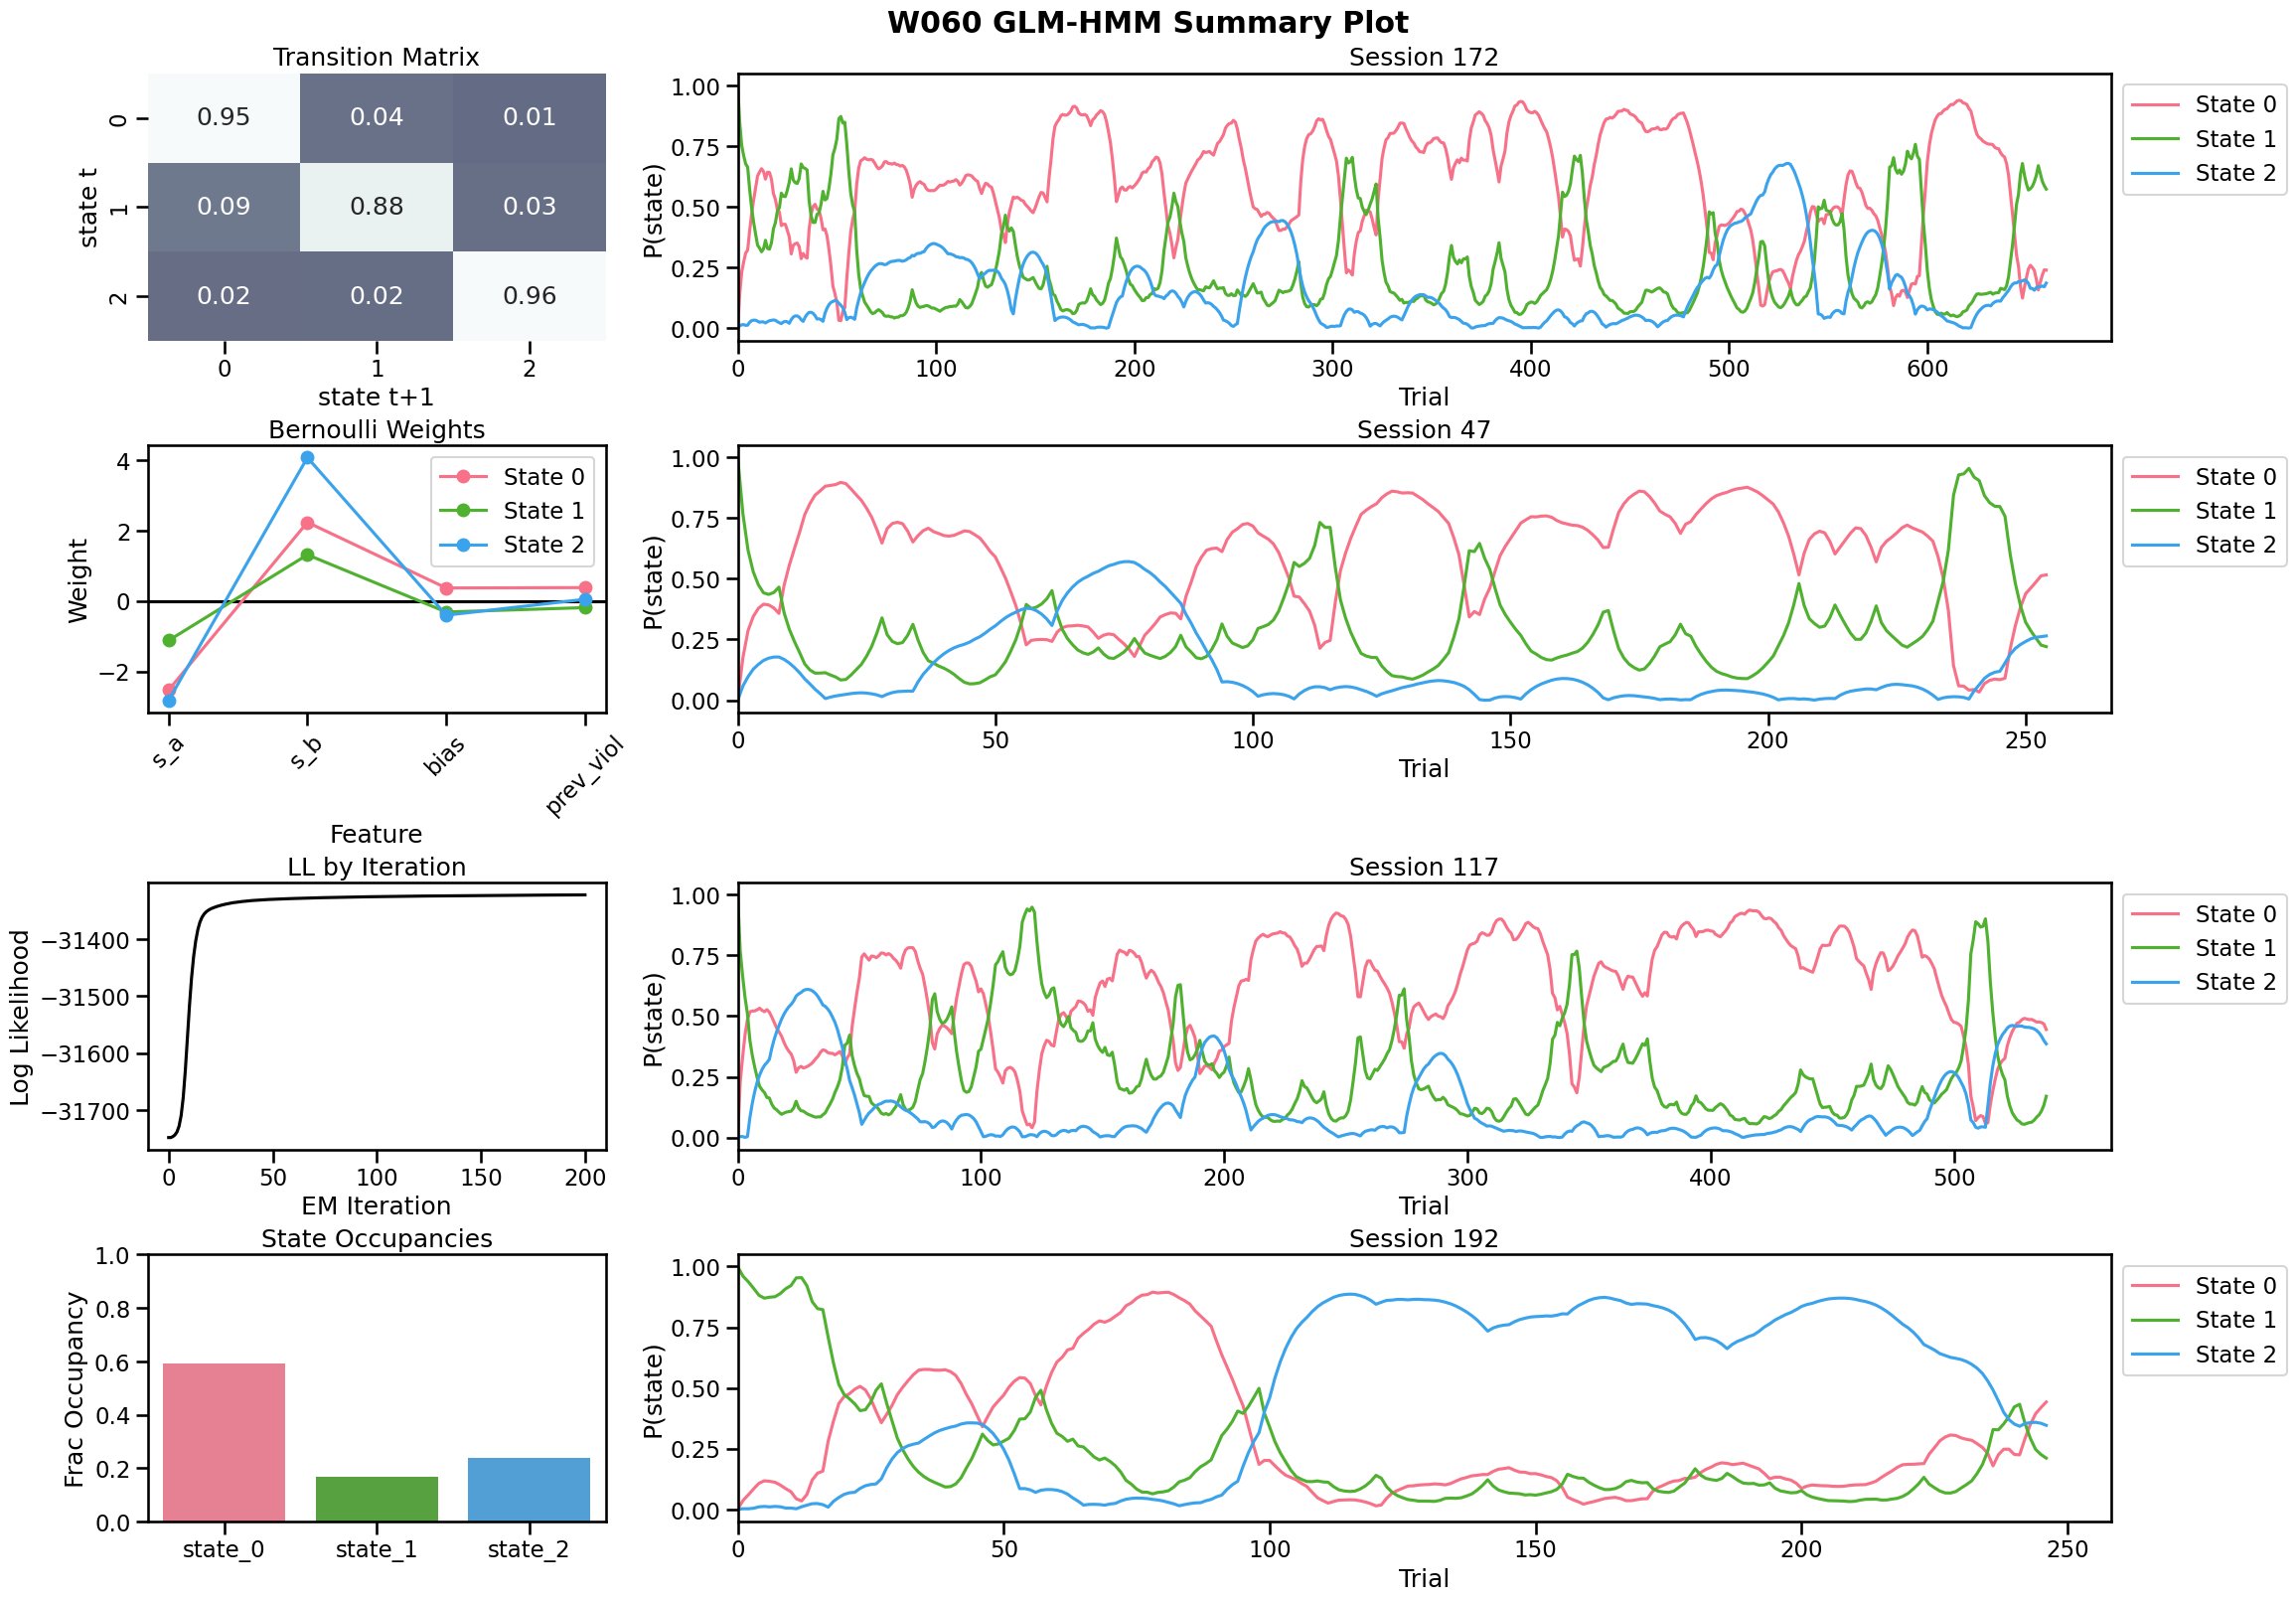 W060 GLM-HMM Summary Plot
Transition Matrix
0.95 0.04 0.01
0.09 0.88 0.03
0.02 0.02 0.96
0
1
2
state t
0 1 2
state t+1
Session 172
1.00
0.75
0.50
0.25
0.00
P(state)
0 100 200 300 400 500 600
Trial
State 0
State 1
State 2
Bernoulli Weights
4
2
0
−2
Weight
State 0
State 1
State 2
s_a s_b bias prev_viol
Feature
Session 47
1.00
0.75
0.50
0.25
0.00
P(state)
0 50 100 150 200 250
Trial
State 0
State 1
State 2
LL by Iteration
−31400
−31500
−31600
−31700
Log Likelihood
0 50 100 150 200
EM Iteration
Session 117
1.00
0.75
0.50
0.25
0.00
P(state)
0 100 200 300 400 500
Trial
State 0
State 1
State 2
State Occupancies
1.0
0.8
0.6
0.4
0.2
0.0
Frac Occupancy
state_0 state_1 state_2
Session 192
1.00
0.75
0.50
0.25
0.00
P(state)
0 50 100 150 200 250
Trial
State 0
State 1
State 2